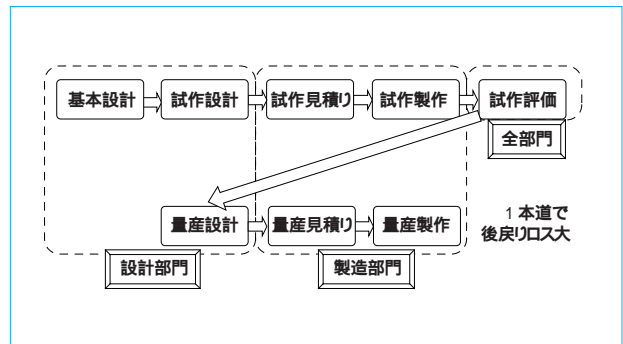 基本設計
試作設計
試作見積り
試作製作
試作評価
全部門
量産設計
量産見積り
量産製作
1本道で
後戻りロス大
設計部門
製造部門